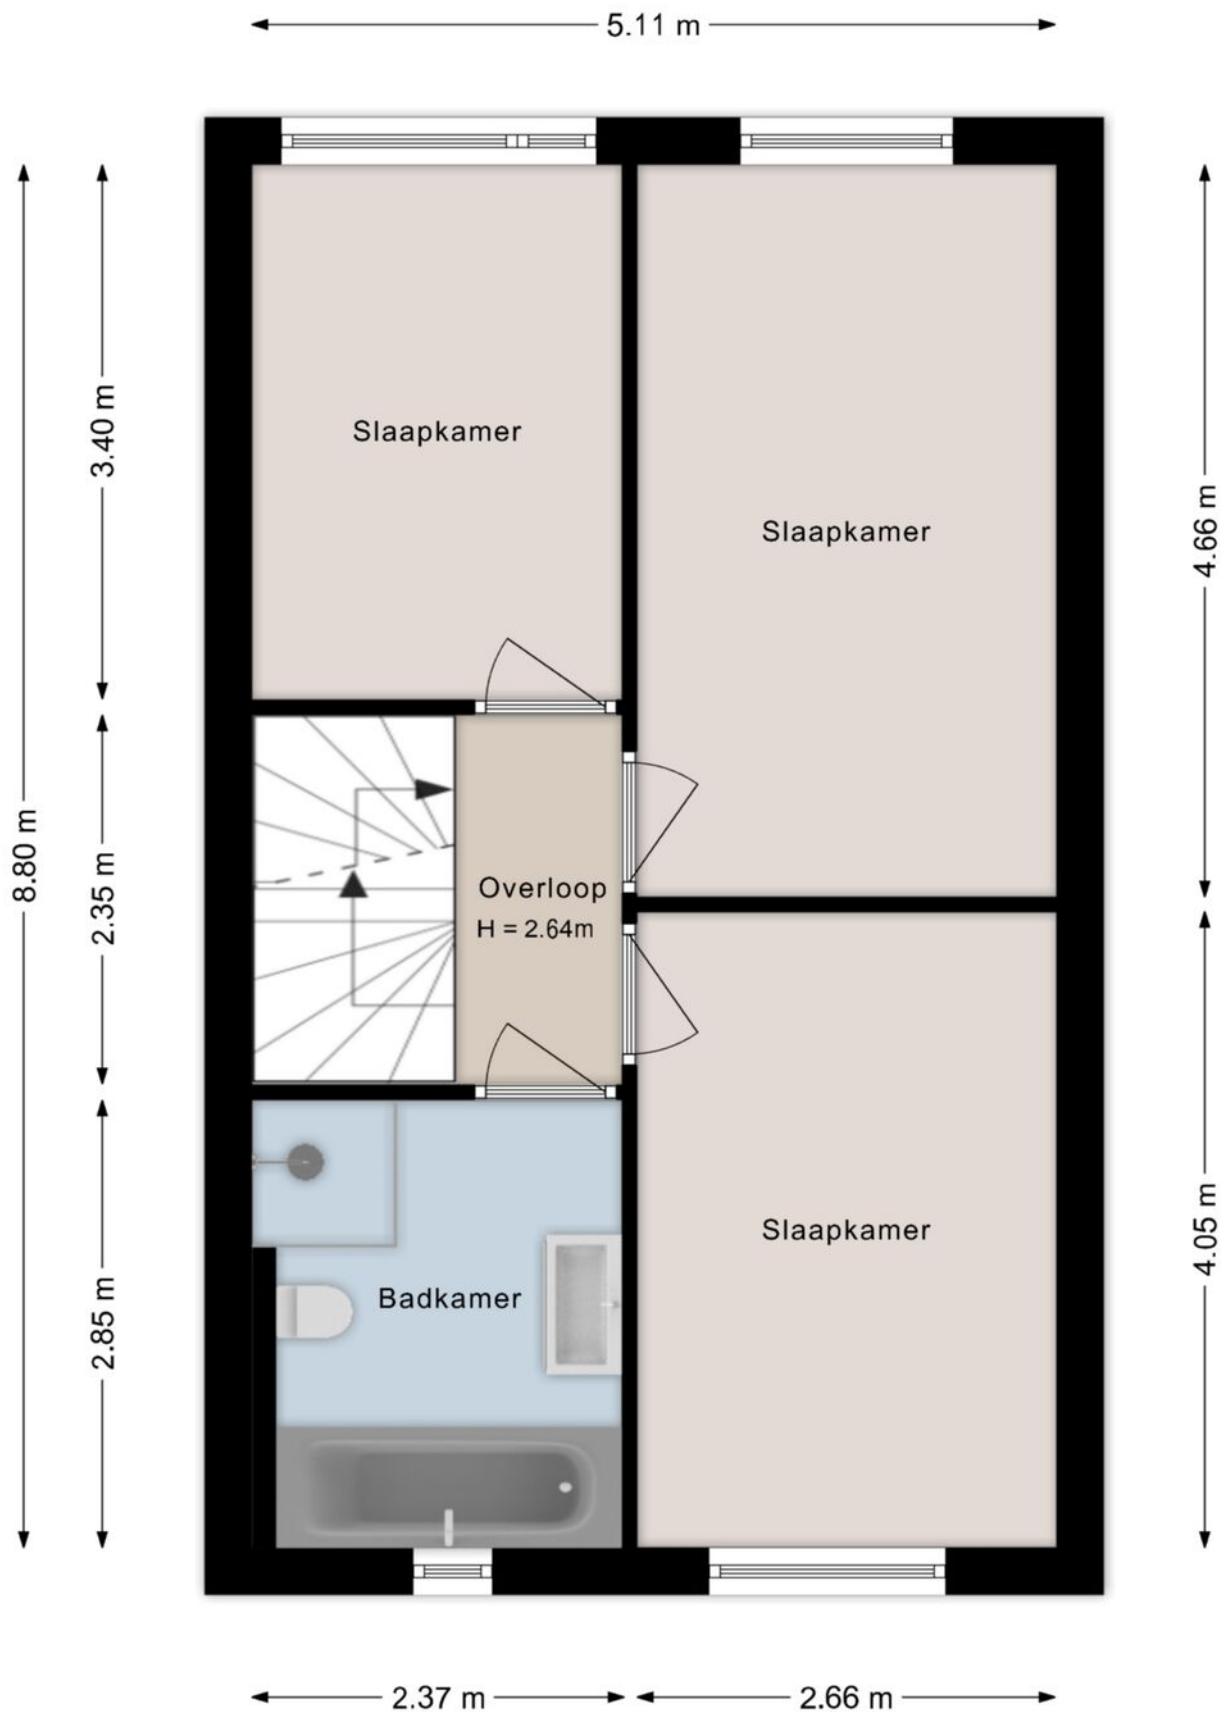 5.11 m
3.40 m
Slaapkamer
4.66 m
Slaapkamer
8.80 m
2.35 m
Overloop
H = 2.64m
Slaapkamer
4.05 m
2.85 m
Badkamer
2.37 m
2.66 m